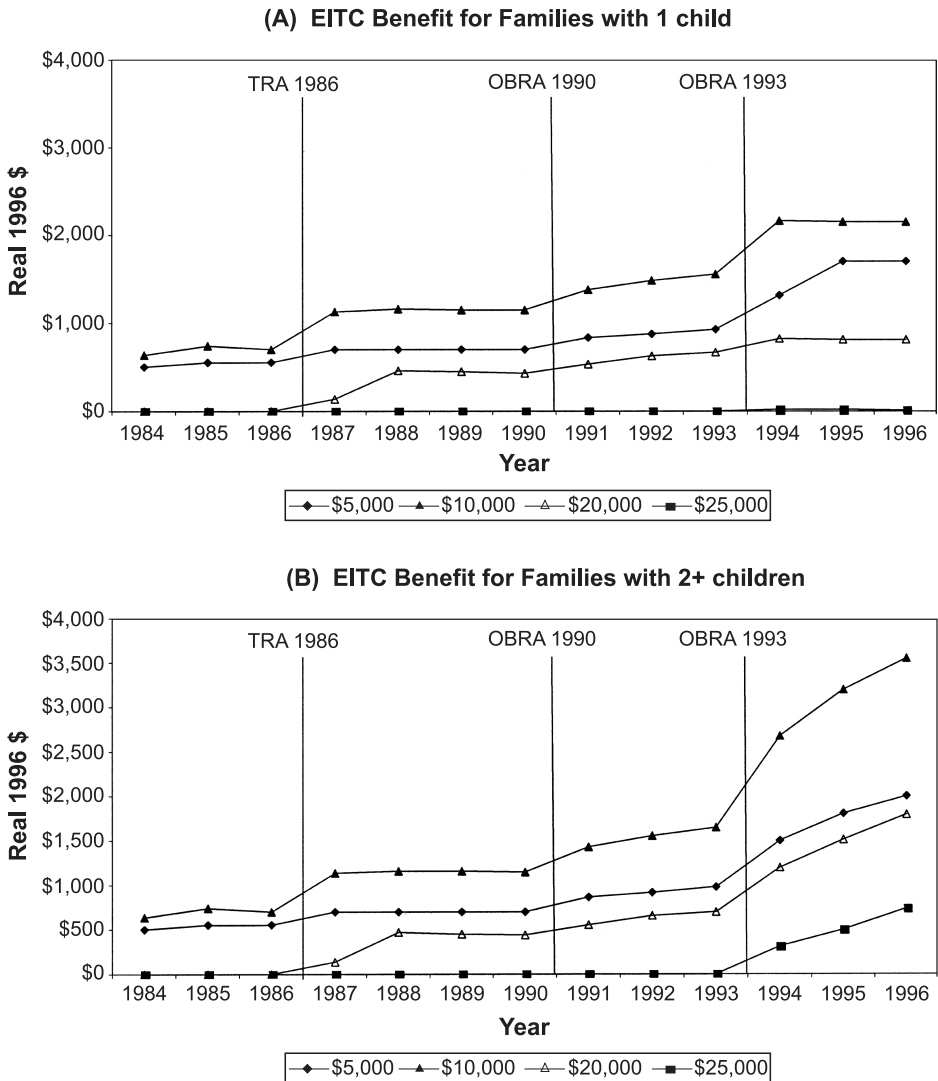 (A) EITC Benefit for Families with 1 child
$4,000
TRA 1986
OBRA 1990
OBRA 1993
$3,000
$2,000
$1,000
$0
Real 1996 $
1984 1985 1986 1987 1988 1989 1990 1991 1992 1993 1994 1995 1996
Year
$5,000 $10,000 $20,000 $25,000
(B) EITC Benefit for Families with 2+ children
$4,000
TRA 1986
OBRA 1990
OBRA 1993
$3,500
$3,000
$2,500
$2,000
$1,500
$1,000
$500
$0
Real 1996 $
1984 1985 1986 1987 1988 1989 1990 1991 1992 1993 1994 1995 1996
Year
$5,000 $10,000 $20,000 $25,000